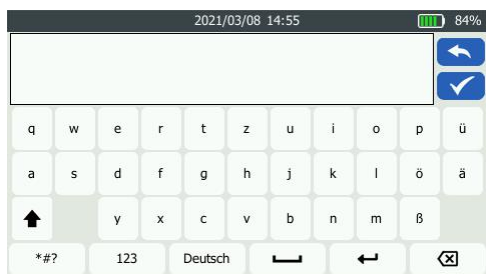 2021/03/08 14:55 84%
q w e r t z u i o p ü
a s d f g h j k l ö ä
y x c v b n m ß
*#? 123 Deutsch